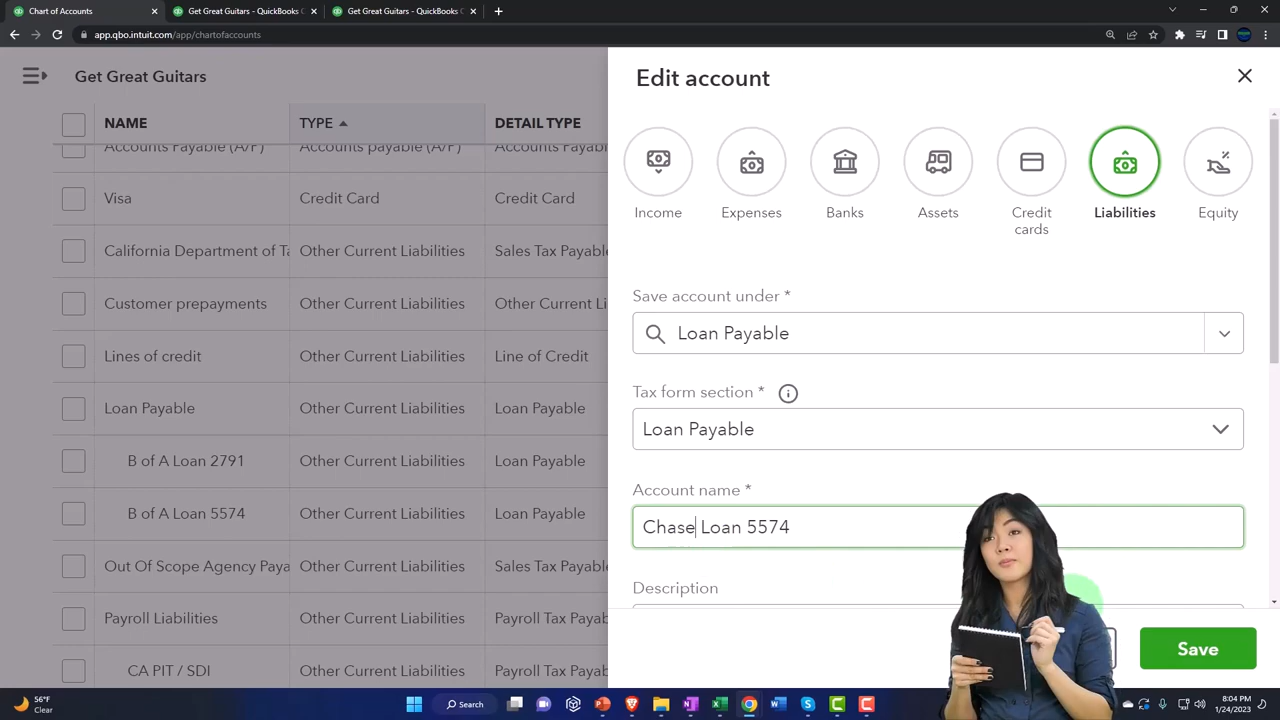 Chart of Accounts
Get Great Guitars - QuickBooks O
Get Great Guitars - QuickBooks O
app.qbo.intuit.com/app/chartofaccounts
Get Great Guitars
NAME TYPE DETAIL TYPE
Accounts Payable (A/P) Accounts payable (A/P) Accounts Payable (A/P)
Visa Credit Card Credit Card
California Department of Ta Other Current Liabilities Sales Tax Payable
Customer prepayments Other Current Liabilities Other Current Li
Lines of credit Other Current Liabilities Line of Credit
Loan Payable Other Current Liabilities Loan Payable
B of A Loan 2791 Other Current Liabilities Loan Payable
B of A Loan 5574 Other Current Liabilities Loan Payable
Out Of Scope Agency Paya Other Current Liabilities Sales Tax Payable
Payroll Liabilities Other Current Liabilities Payroll Tax Payab
CA PIT / SDI Other Current Liabilities Payroll Tax Payab
Edit account
Income
Expenses
Banks
Assets
Credit
cards
Liabilities
Equity
Save account under *
Loan Payable
Tax form section *
Loan Payable
Account name *
Chase Loan 5574
Description
Save
56°F
Clear
Search
8:04 PM
1/24/2023